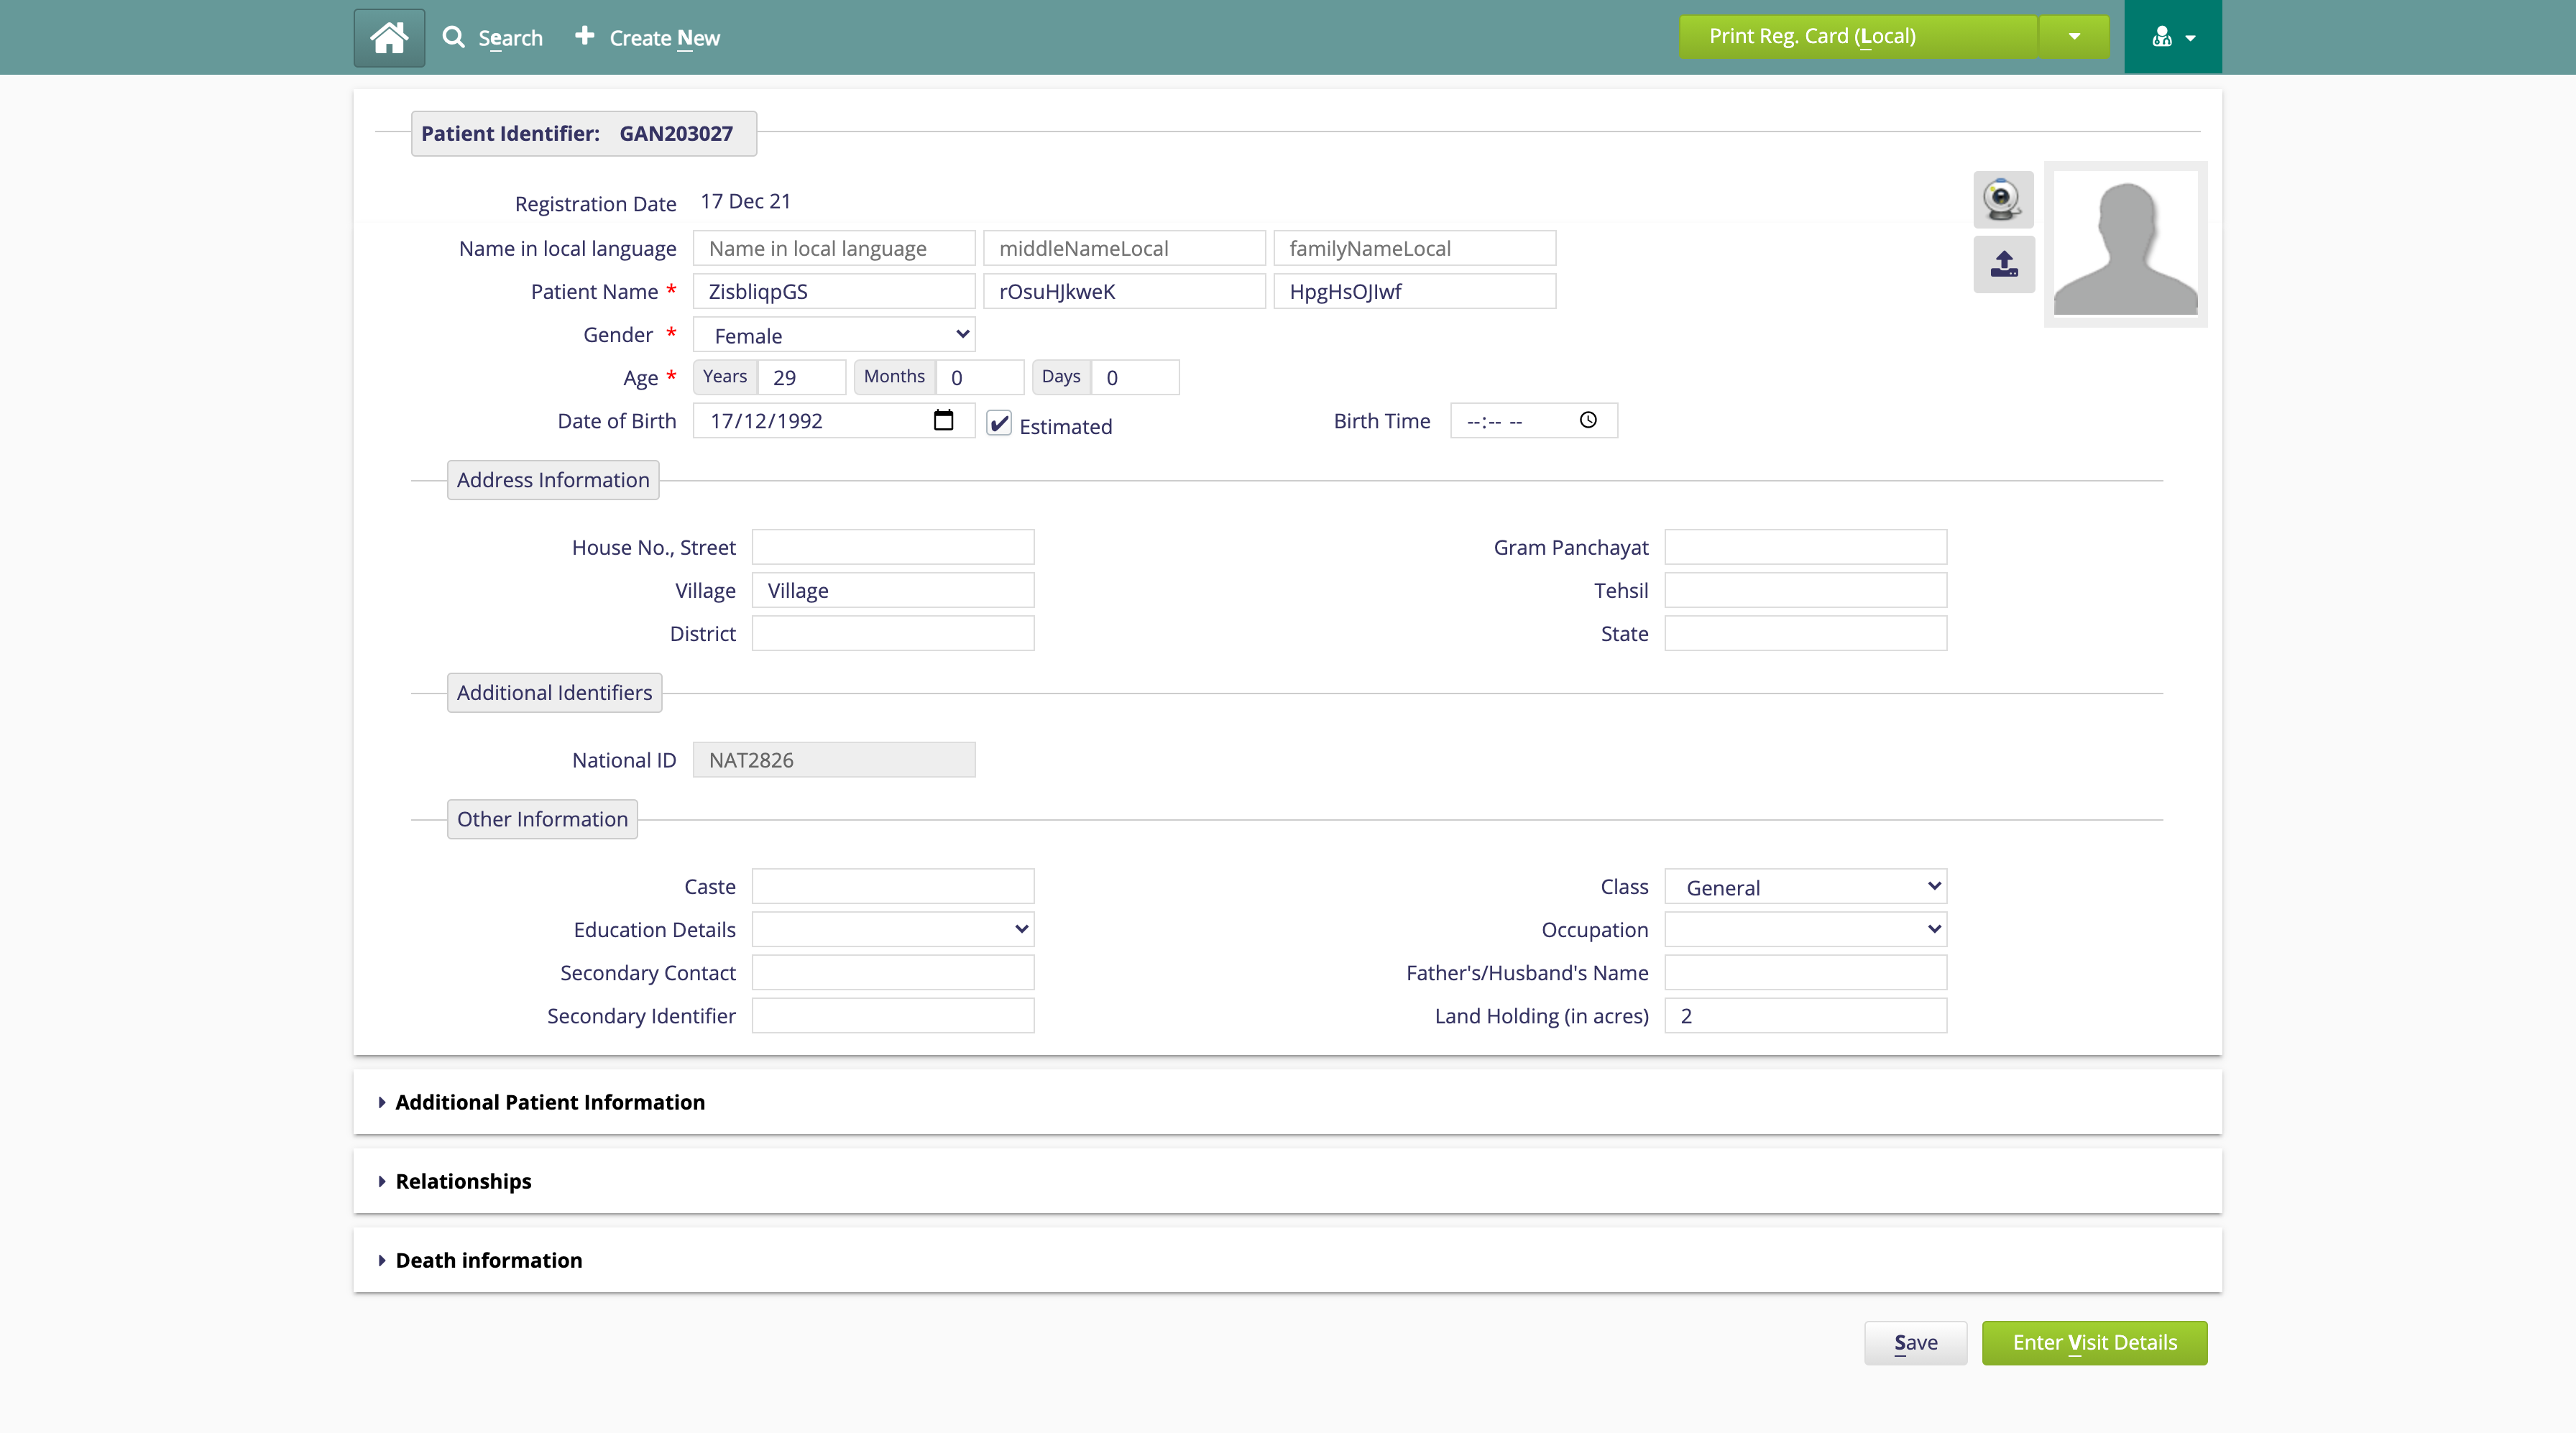 Search Create New Print Reg. Card (Local)
Patient Identifier: GAN203027
Registration Date 17 Dec 21
Name in local language Name in local language middleNameLocal familyNameLocal
Patient Name * ZisbliqpGS rOsuHJkweK HpgHsOJIwf
Gender * Female
Age * Years 29 Months 0 Days 0
Date of Birth 17/12/1992 Estimated Birth Time --:-- --
Address Information
House No., Street Gram Panchayat
Village Village Tehsil
District State
Additional Identifiers
National ID NAT2826
Other Information
Caste Class General
Education Details Occupation
Secondary Contact Father's/Husband's Name
Secondary Identifier Land Holding (in acres) 2
Additional Patient Information
Relationships
Death information
Save Enter Visit Details